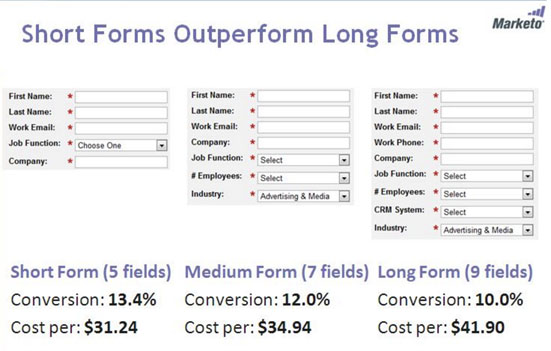 Short Forms Outperform Long Forms
Marketo
First Name: *
Last Name: *
Work Email: *
Job Function: * Choose One
Company: *
First Name: *
Last Name: *
Work Email: *
Company: *
Job Function: * Select
# Employees: * Select
Industry: * Advertising & Media
First Name: *
Last Name: *
Work Email: *
Work Phone: *
Company: *
Job Function: * Select
# Employees: * Select
CRM System: * Select
Industry: * Advertising & Media
Short Form (5 fields)
Conversion: 13.4%
Cost per: $31.24
Medium Form (7 fields)
Conversion: 12.0%
Cost per: $34.94
Long Form (9 fields)
Conversion: 10.0%
Cost per: $41.90